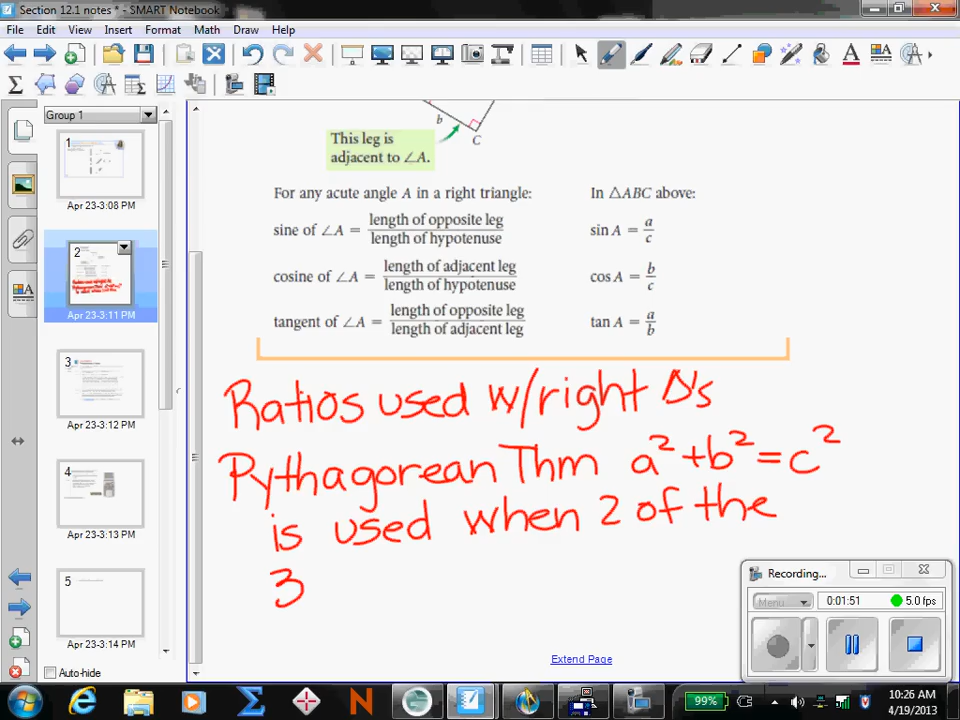 Section 12.1 notes * - SMART Notebook
File Edit View Insert Format Math Draw Help
Group 1
1
Apr 23-3:08 PM
2
Apr 23-3:11 PM
3
Apr 23-3:12 PM
4
Apr 23-3:13 PM
5
Apr 23-3:14 PM
Auto-hide
b
C
This leg is
adjacent to ∠A.
For any acute angle A in a right triangle:
In △ABC above:
sine of ∠A = length of opposite leg / length of hypotenuse
sin A = a/c
cosine of ∠A = length of adjacent leg / length of hypotenuse
cos A = b/c
tangent of ∠A = length of opposite leg / length of adjacent leg
tan A = a/b
Ratios used w/right Δ's
Pythagorean Thm a²+b²=c²
is used when 2 of the
3
Extend Page
Recording...
Menu
0:01:51
5.0 fps
99%
10:26 AM
4/19/2013